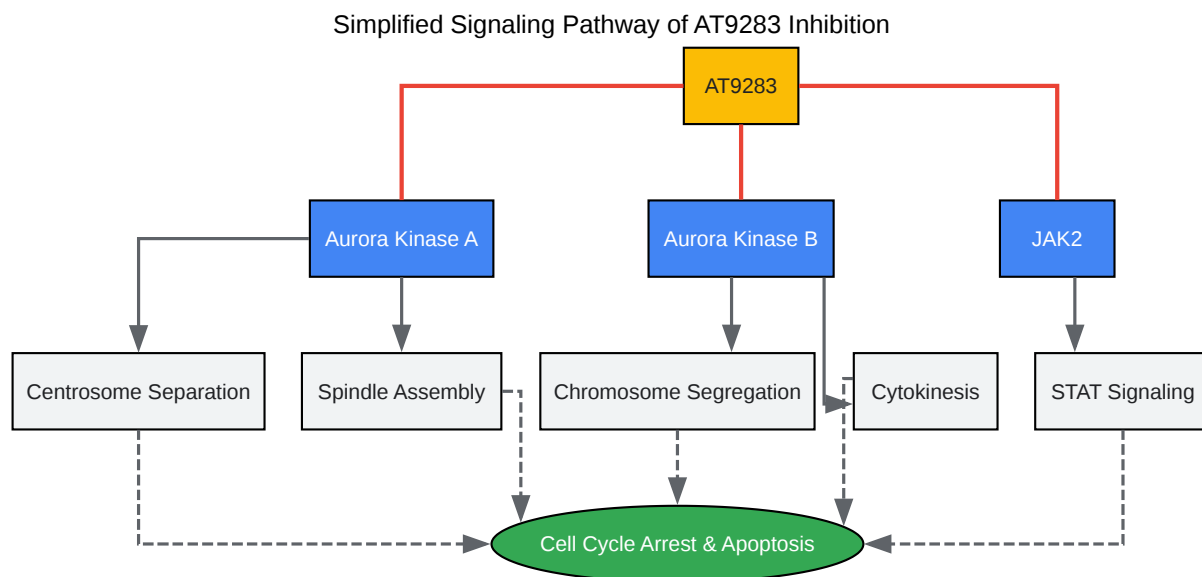 Simplified Signaling Pathway of AT9283 Inhibition
AT9283
Aurora Kinase A
Aurora Kinase B
JAK2
Centrosome Separation
Spindle Assembly
Chromosome Segregation
Cytokinesis
STAT Signaling
Cell Cycle Arrest & Apoptosis